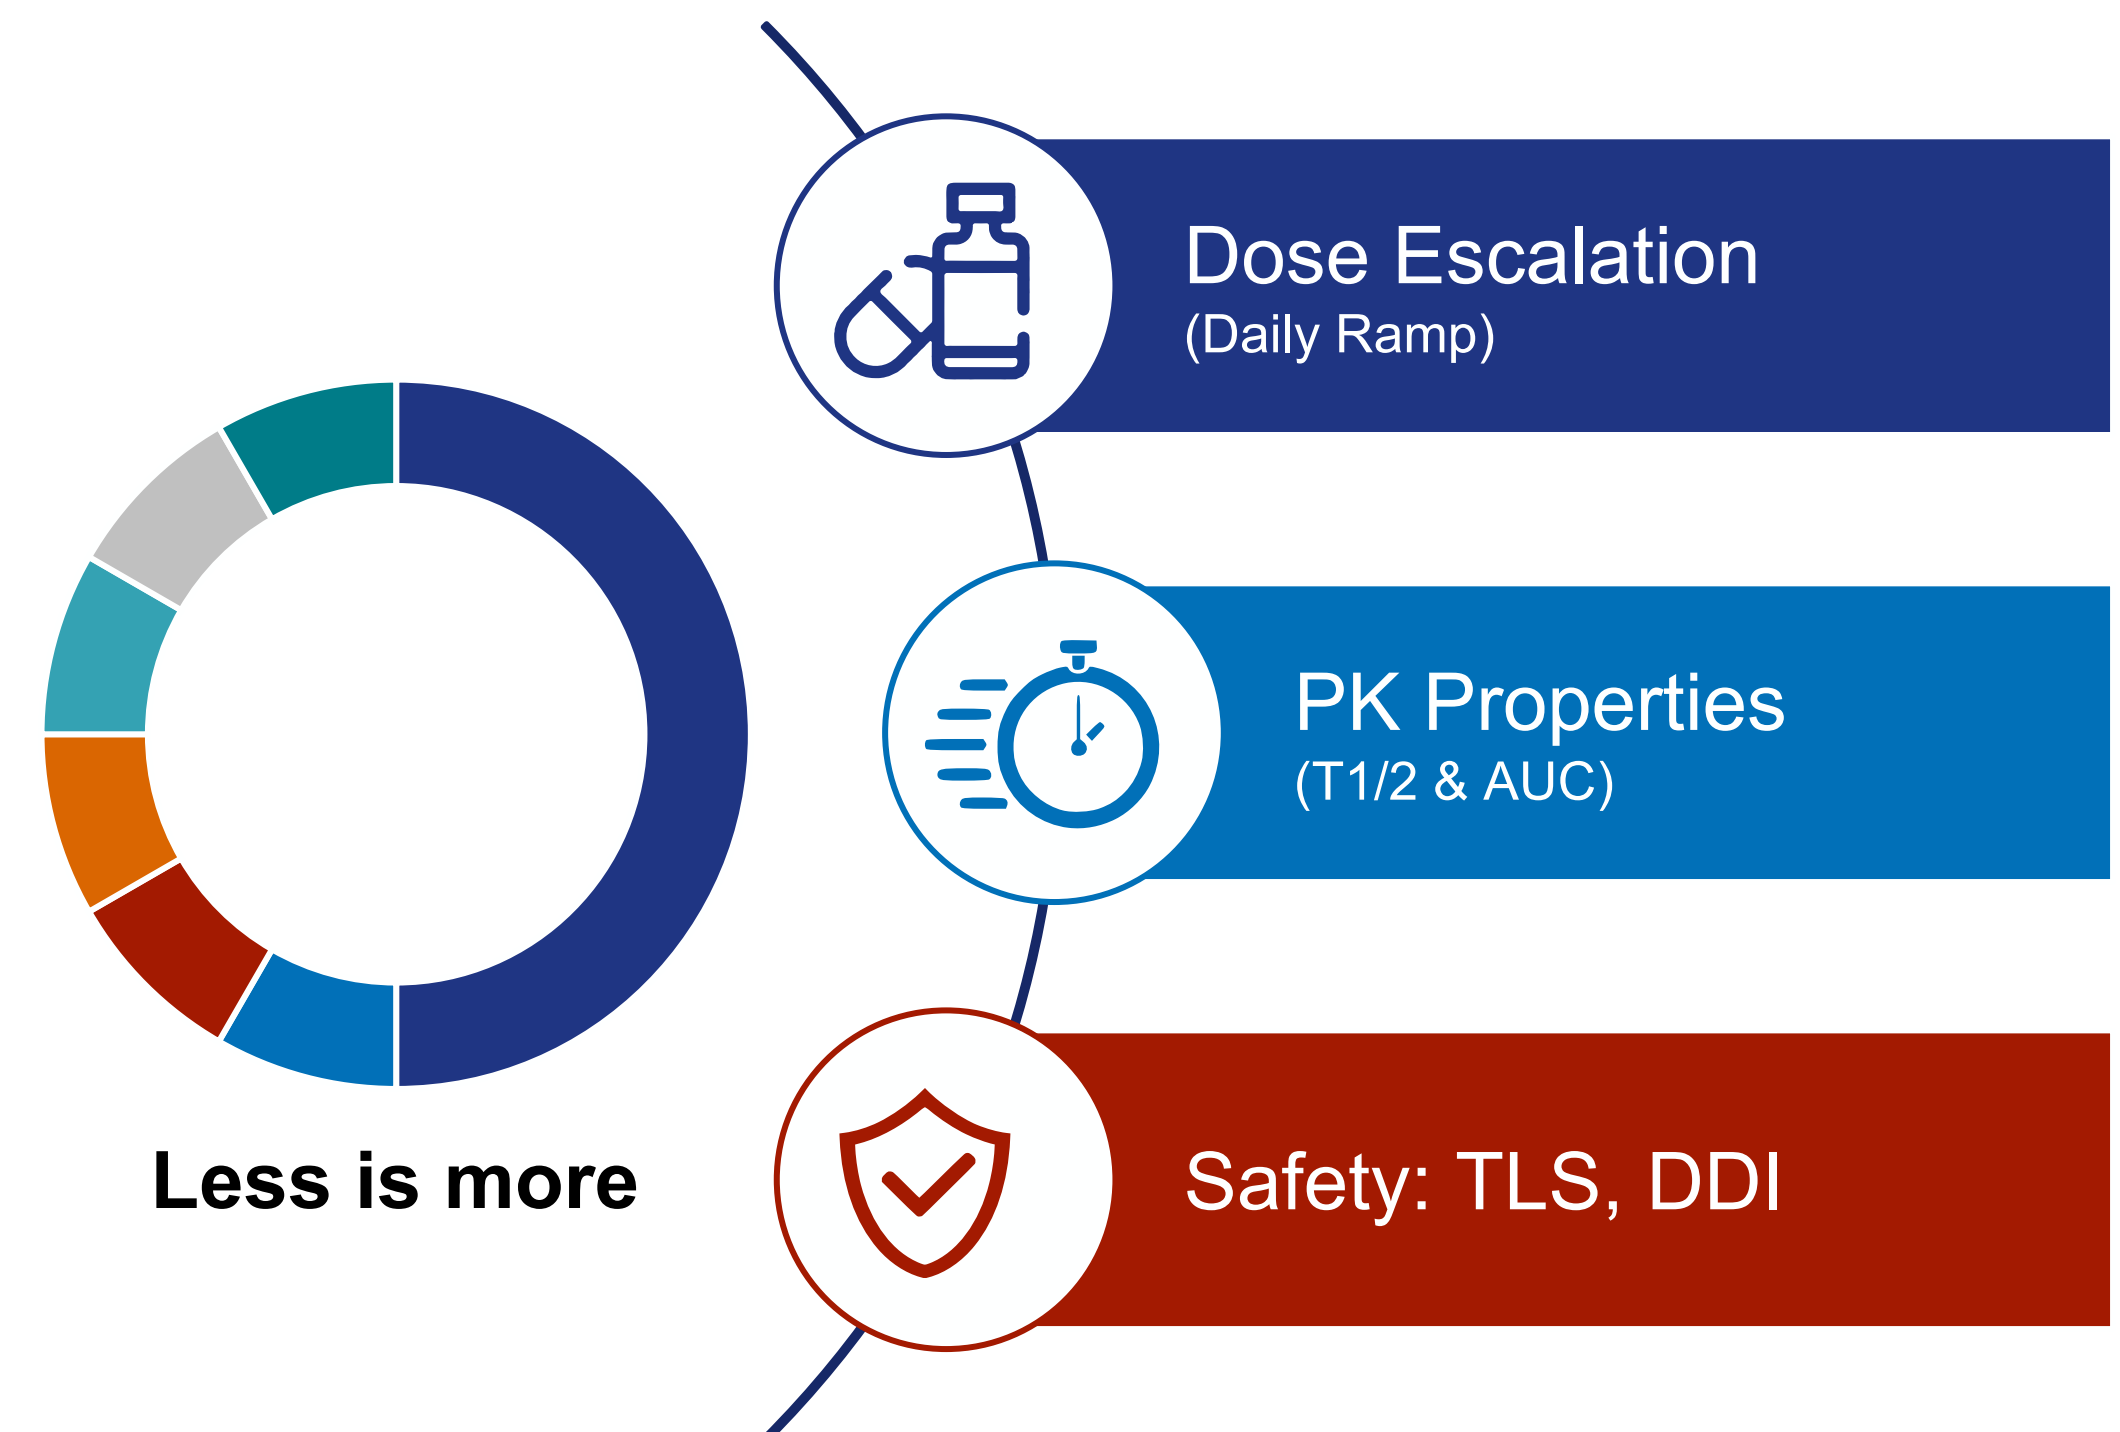 Dose Escalation
(Daily Ramp)
PK Properties
(T1/2 & AUC)
Less is more
Safety: TLS, DDI